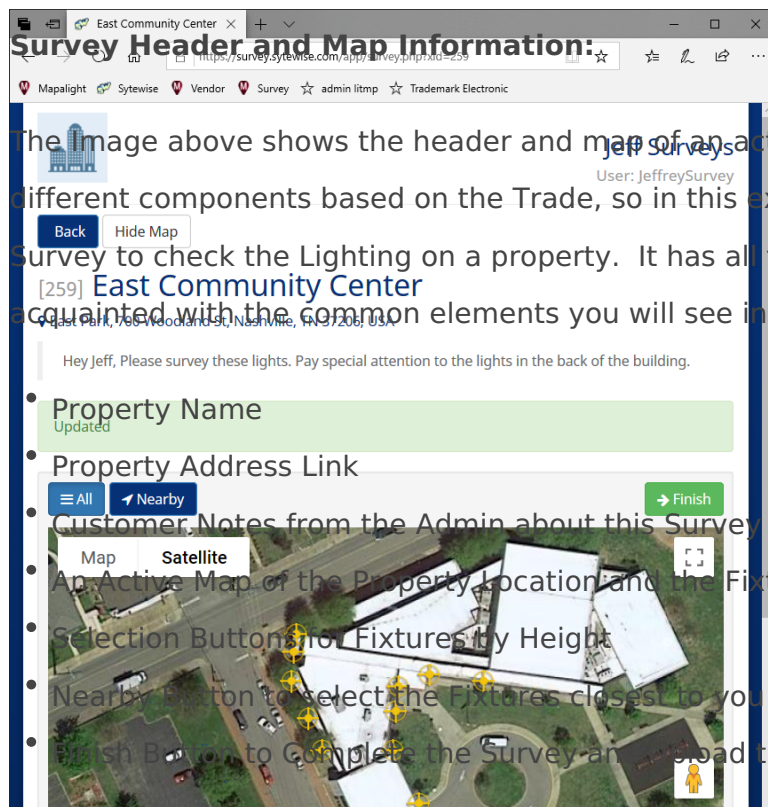 East Community Center
Survey Header and Map Information:
https://survey.sytewise.com/app/survey.php?xid=259
Mapalight Sytewise Vendor Survey admin litmp Trademark Electronic
The Image above shows the header and map of an act
Jeff Surveys
User: JeffreySurvey
different components based on the Trade, so in this ex
Back Hide Map
Survey to check the Lighting on a property. It has all
[259] East Community Center
acquainted with the common elements you will see in
East Park, 700 Woodland St, Nashville, TN 37206, USA
Hey Jeff, Please survey these lights. Pay special attention to the lights in the back of the building.
• Property Name
Updated
• Property Address Link
All Nearby Finish
• Customer Notes from the Admin about this Survey
Map Satellite
• An Active Map of the Property Location and the Fixt
• Selection Buttons for Fixtures by Height
• Nearby Button to select the Fixtures closest to you
• Finish Button to Complete the Survey and Upload t